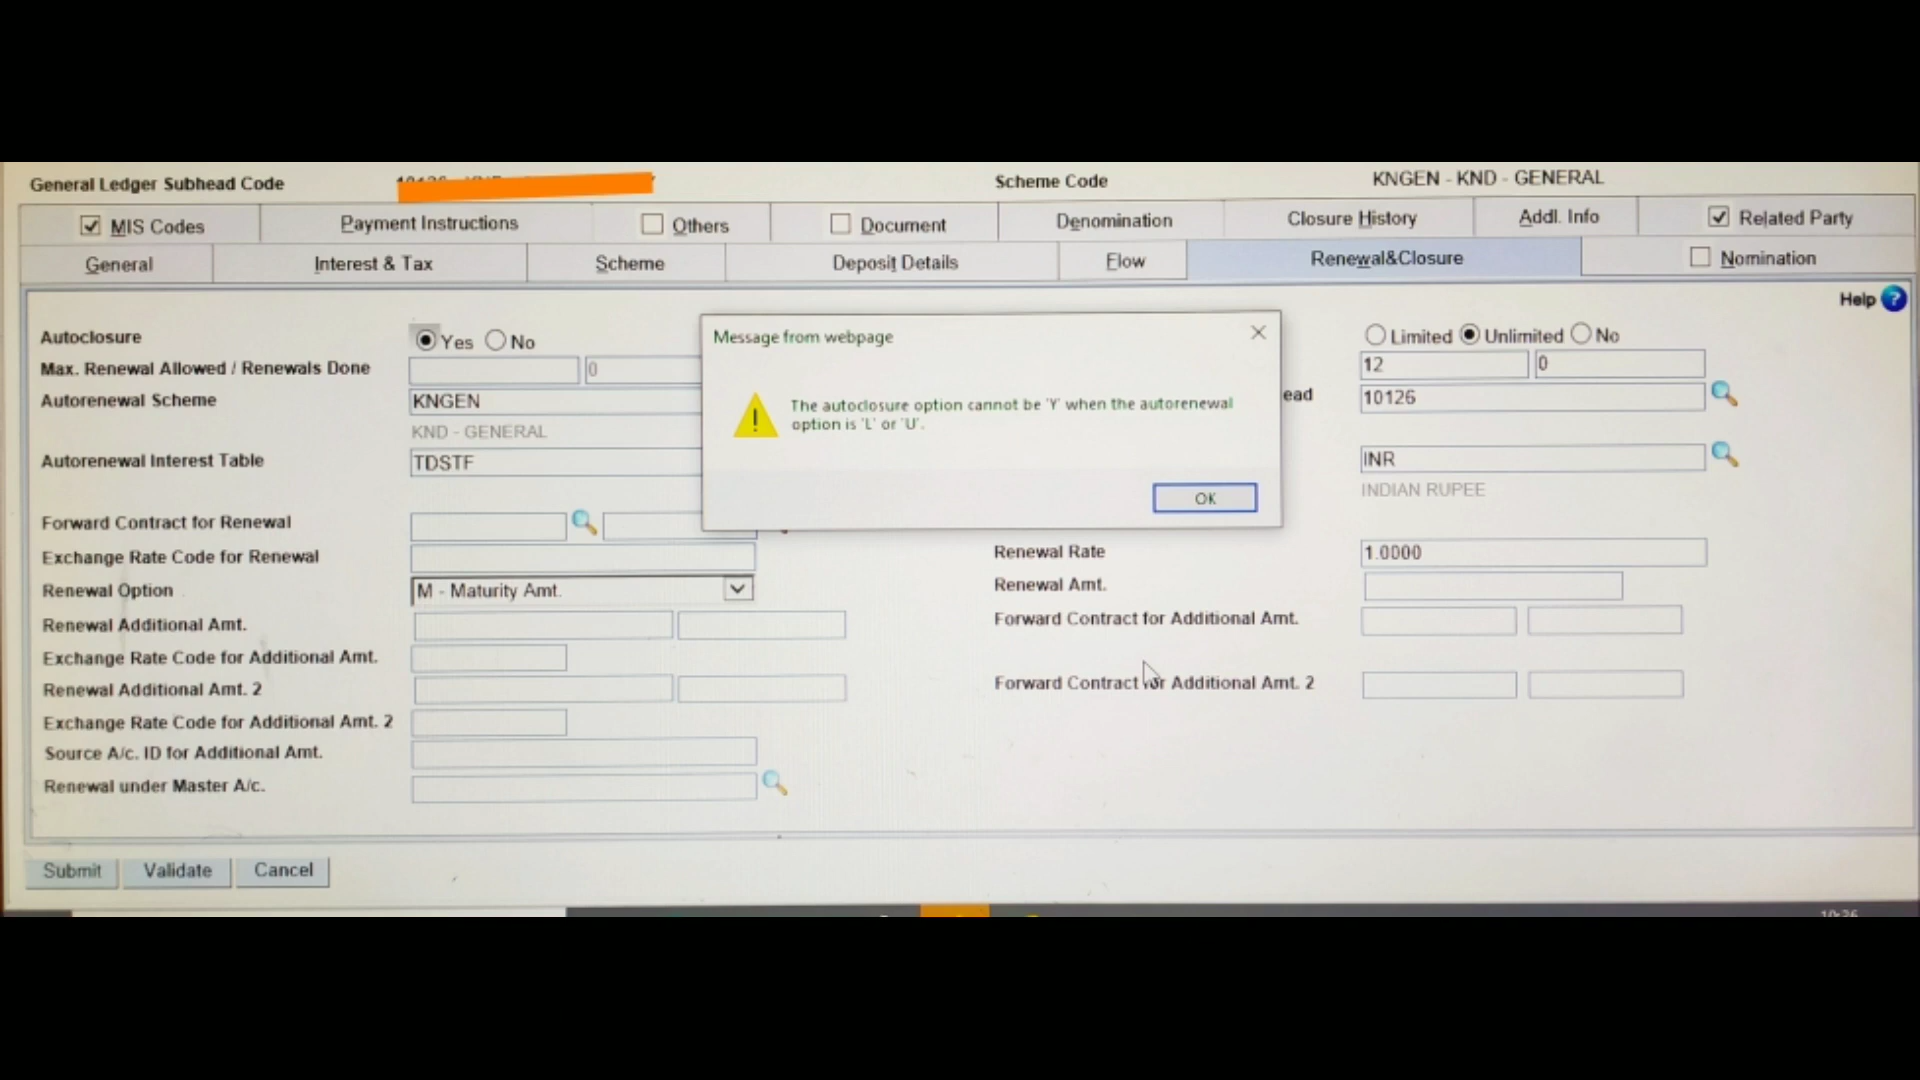 General Ledger Subhead Code Scheme Code KNGEN - KND - GENERAL
MIS Codes Payment Instructions Others Document Denomination Closure History Addl. Info Related Party
General Interest & Tax Scheme Deposit Details Flow Renewal&Closure Nomination
Help ?
Autoclosure Yes No Limited Unlimited No
Max. Renewal Allowed / Renewals Done 0 12 0
Autorenewal Scheme KNGEN ead 10126
KND - GENERAL
Autorenewal Interest Table TDSTF INR
INDIAN RUPEE
Message from webpage
The autoclosure option cannot be 'Y' when the autorenewal
option is 'L' or 'U'.
OK
Forward Contract for Renewal
Exchange Rate Code for Renewal Renewal Rate 1.0000
Renewal Option M - Maturity Amt. Renewal Amt.
Renewal Additional Amt. Forward Contract for Additional Amt.
Exchange Rate Code for Additional Amt.
Renewal Additional Amt. 2 Forward Contract for Additional Amt. 2
Exchange Rate Code for Additional Amt. 2
Source A/c. ID for Additional Amt.
Renewal under Master A/c.
Submit Validate Cancel